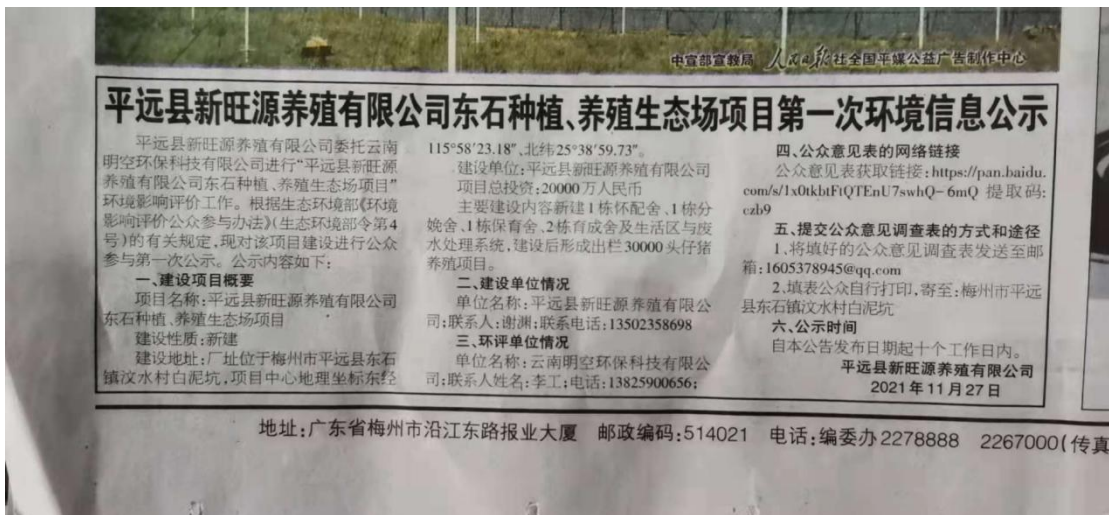 中宣部宣教局 人民日报社全国平媒公益广告制作中心
平远县新旺源养殖有限公司东石种植、养殖生态场项目第一次环境信息公示
平远县新旺源养殖有限公司委托云南
明空环保科技有限公司进行“平远县新旺源
养殖有限公司东石种植、养殖生态场项目”
环境影响评价工作。根据生态环境部《环境
影响评价公众参与办法》(生态环境部令第4
号)的有关规定,现对该项目建设进行公众
参与第一次公示。公示内容如下:
一、建设项目概要
项目名称:平远县新旺源养殖有限公司
东石种植、养殖生态场项目
建设性质:新建
建设地址:厂址位于梅州市平远县东石
镇汶水村白泥坑,项目中心地理坐标东经
115°58′23.18″、北纬25°38′59.73″。
建设单位:平远县新旺源养殖有限公司
项目总投资:20000万人民币
主要建设内容新建1栋怀配舍、1栋分
娩舍、1栋保育舍、2栋育成舍及生活区与废
水处理系统,建设后形成出栏30000头仔猪
养殖项目。
二、建设单位情况
单位名称:平远县新旺源养殖有限公
司;联系人:谢渊;联系电话:13502358698
三、环评单位情况
单位名称:云南明空环保科技有限公
司;联系人姓名:李工;电话:13825900656;
四、公众意见表的网络链接
公众意见表获取链接:https://pan.baidu.
com/s/1x0tkbtFtQTEnU7swhQ-6mQ 提取码:
czb9
五、提交公众意见调查表的方式和途径
1、将填好的公众意见调查表发送至邮
箱:1605378945@qq.com
2、填表公众自行打印,寄至:梅州市平远
县东石镇汶水村白泥坑
六、公示时间
自本公告发布日期起十个工作日内。
平远县新旺源养殖有限公司
2021年11月27日
地址:广东省梅州市沿江东路报业大厦 邮政编码:514021 电话:编委办2278888 2267000(传真